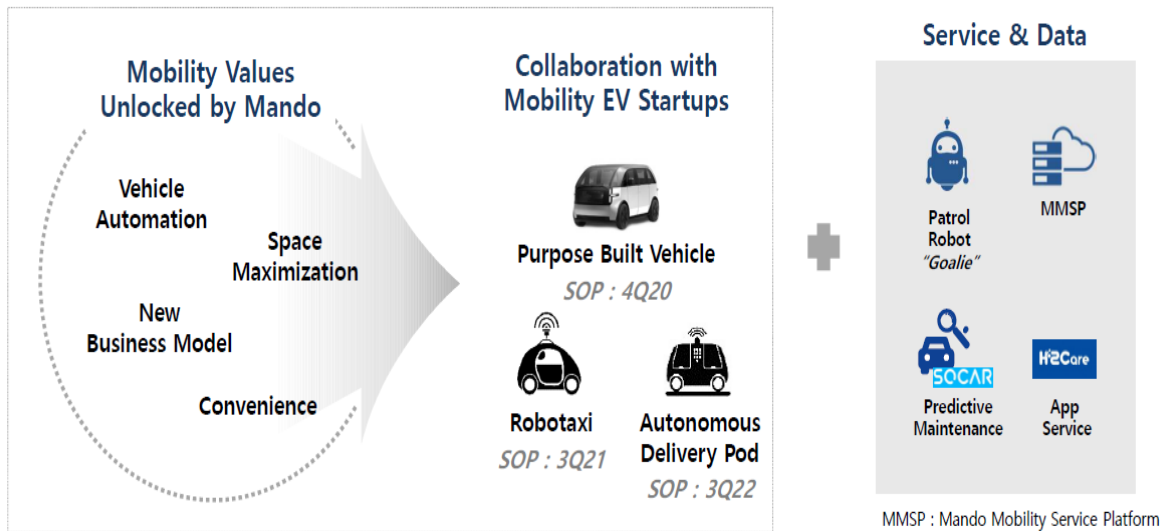 Mobility Values
Unlocked by Mando
Vehicle
Automation
Space
Maximization
New
Business Model
Convenience
Collaboration with
Mobility EV Startups
Purpose Built Vehicle
SOP : 4Q20
Robotaxi
SOP : 3Q21
Autonomous
Delivery Pod
SOP : 3Q22
Service & Data
Patrol
Robot
“Goalie”
MMSP
SOCAR
Predictive
Maintenance
H2Care
App
Service
MMSP : Mando Mobility Service Platform